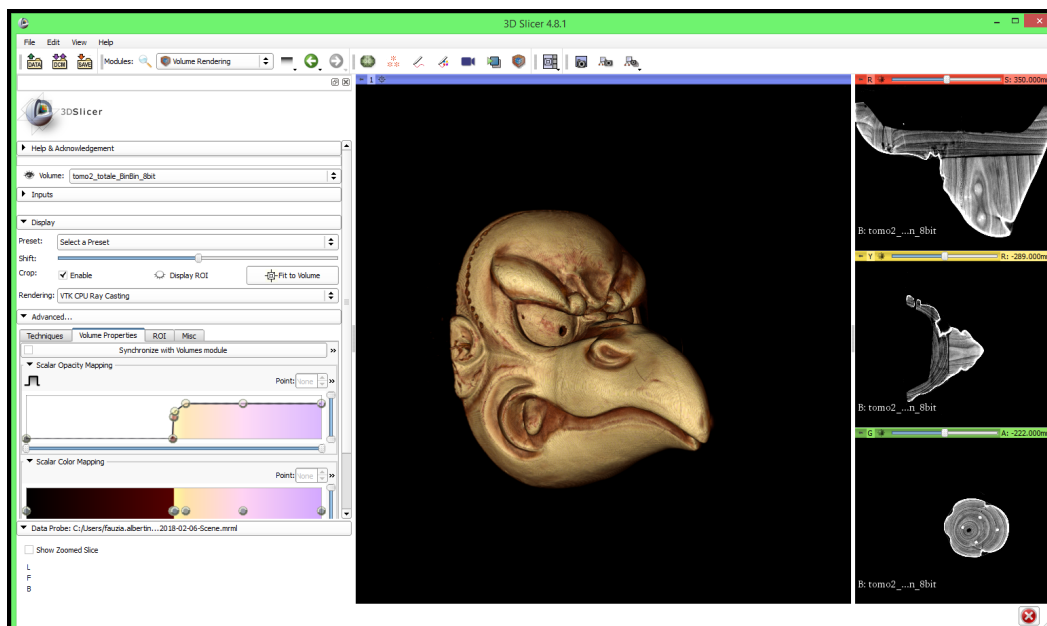 3D Slicer 4.8.1
File Edit View Help
DATA DCM SAVE Modules: Volume Rendering
1
R S: 350.000mm
3DSlicer
Help & Acknowledgement
Volume: tomo2_totale_BinBin_8bit
Inputs
Display
Preset: Select a Preset
Shift:
Crop: Enable Display ROI Fit to Volume
Rendering: VTK CPU Ray Casting
Advanced...
Techniques Volume Properties ROI Misc
Synchronize with Volumes module »
Scalar Opacity Mapping
Point: None »
Scalar Color Mapping
Point: None »
Data Probe: C:/Users/fauzia.albertin...2018-02-06-Scene.mrml
Show Zoomed Slice
L
F
B
B: tomo2_...n_8bit
Y R: -289.000mm
B: tomo2_...n_8bit
G A: -222.000mm
B: tomo2_...n_8bit